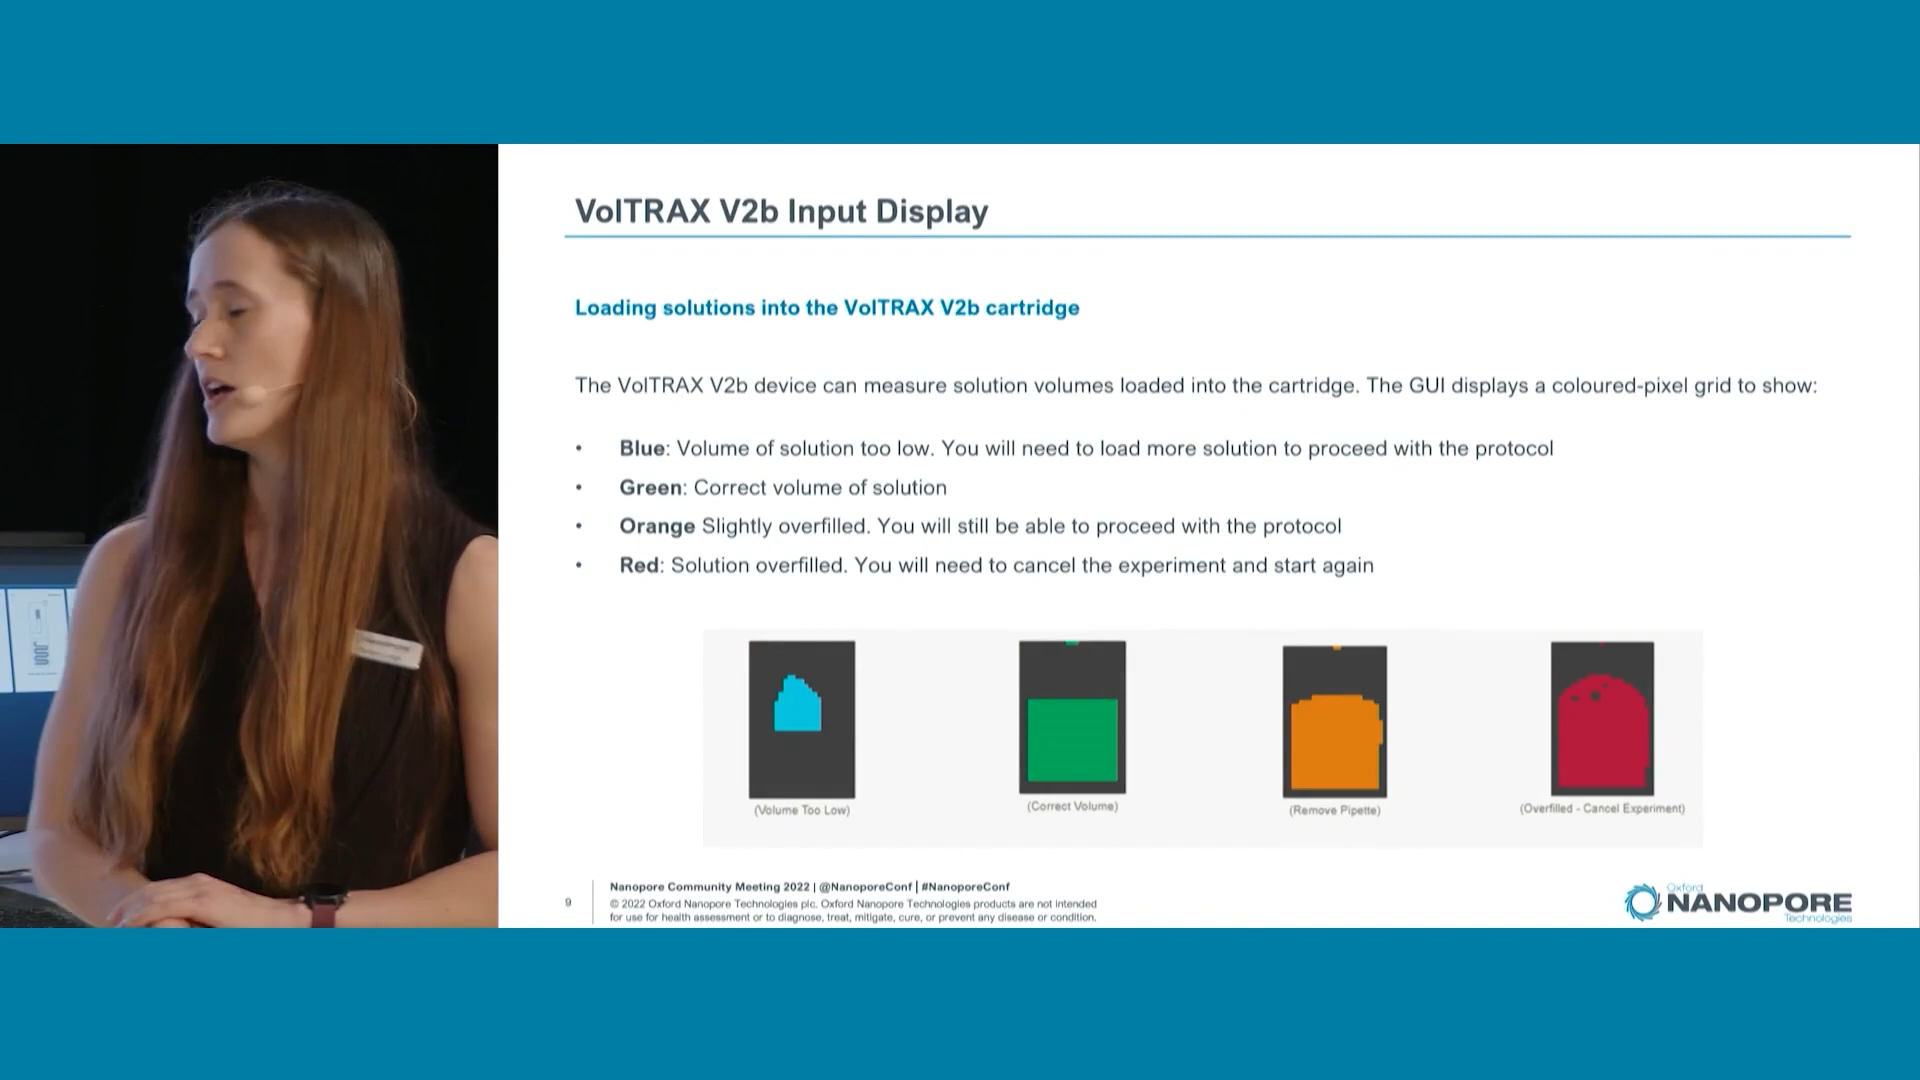 VolTRAX V2b Input Display
Loading solutions into the VolTRAX V2b cartridge
The VolTRAX V2b device can measure solution volumes loaded into the cartridge. The GUI displays a coloured-pixel grid to show:
• Blue: Volume of solution too low. You will need to load more solution to proceed with the protocol
• Green: Correct volume of solution
• Orange Slightly overfilled. You will still be able to proceed with the protocol
• Red: Solution overfilled. You will need to cancel the experiment and start again
(Volume Too Low)
(Correct Volume)
(Remove Pipette)
(Overfilled - Cancel Experiment)
9
Nanopore Community Meeting 2022 | @NanoporeConf | #NanoporeConf
© 2022 Oxford Nanopore Technologies plc. Oxford Nanopore Technologies products are not intended
for use for health assessment or to diagnose, treat, mitigate, cure, or prevent any disease or condition.
Oxford
NANOPORE
Technologies